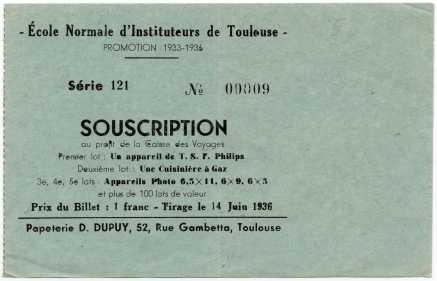 - École Normale d'Instituteurs de Toulouse -
PROMOTION 1933-1936
Série 121 № 00009
SOUSCRIPTION
au profit de la Caisse des Voyages
Premier lot : Un appareil de T. S. F. Philips
Deuxième lot : Une Cuisinière à Gaz
3e, 4e, 5e lots : Appareils Photo 6,5×11, 6×9, 6×5
et plus de 100 lots de valeur
Prix du Billet : 1 franc - Tirage le 14 Juin 1936
Papeterie D. DUPUY, 52, Rue Gambetta, Toulouse